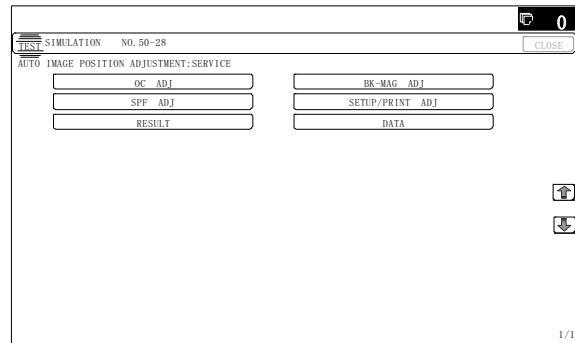 0
TEST SIMULATION NO.50-28 CLOSE
AUTO IMAGE POSITION ADJUSTMENT:SERVICE
OC ADJ BK-MAG ADJ
SPF ADJ SETUP/PRINT ADJ
RESULT DATA
1/1